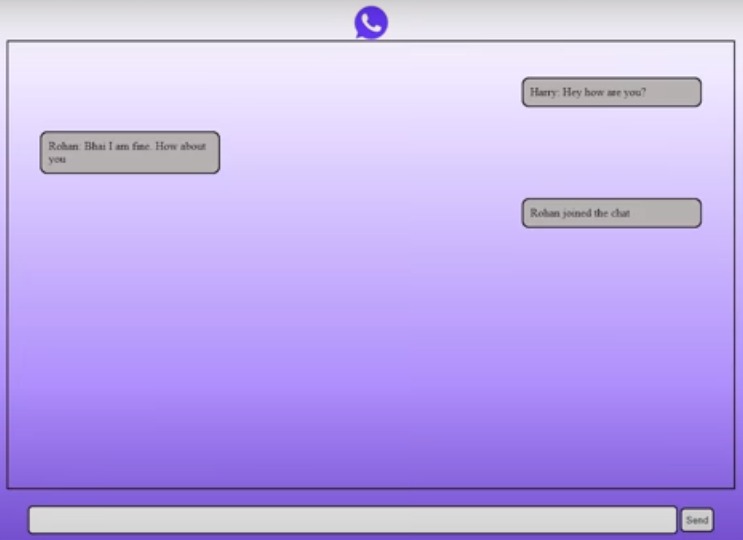 Harry: Hey how are you?
Rohan: Bhai I am fine. How about
you
Rohan joined the chat
Send